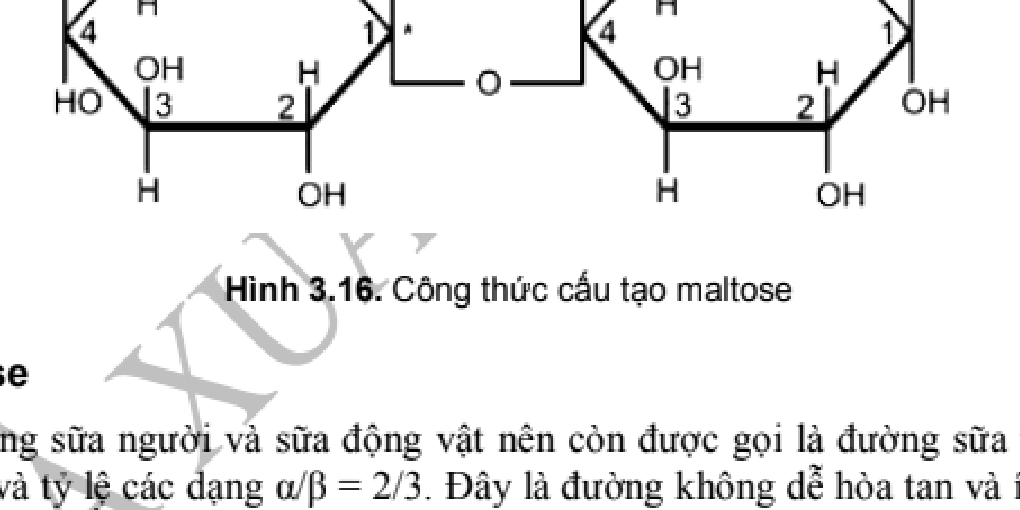 H H
4 1 * 4 1
OH H OH H
HO 3 2 O 3 2 OH
H OH H OH
Hình 3.16. Công thức cấu tạo maltose
sữa người và sữa động vật nên còn được gọi là đường sữa
và tỷ lệ các dạng α/β = 2/3. Đây là đường không dễ hòa tan và